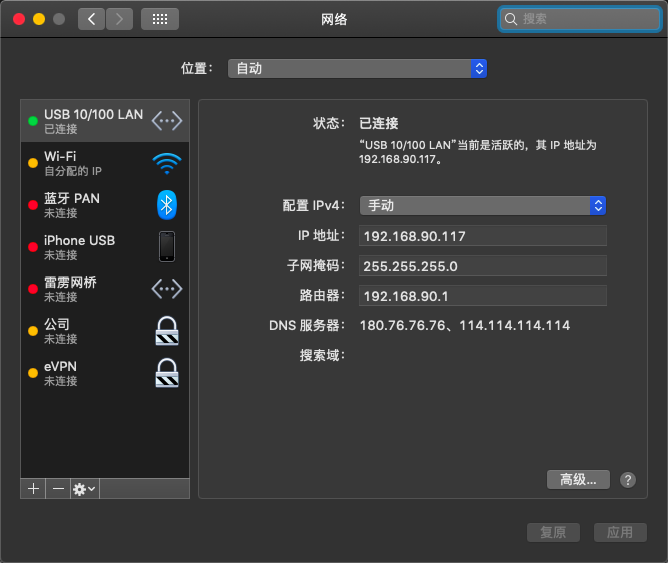 网络
搜索
位置： 自动
USB 10/100 LAN
已连接
Wi-Fi
自分配的 IP
蓝牙 PAN
未连接
iPhone USB
未连接
雷雳网桥
未连接
公司
未连接
eVPN
未连接
状态： 已连接
“USB 10/100 LAN”当前是活跃的，其 IP 地址为
192.168.90.117。
配置 IPv4： 手动
IP 地址： 192.168.90.117
子网掩码： 255.255.255.0
路由器： 192.168.90.1
DNS 服务器： 180.76.76.76、114.114.114.114
搜索域：
高级... ?
复原 应用